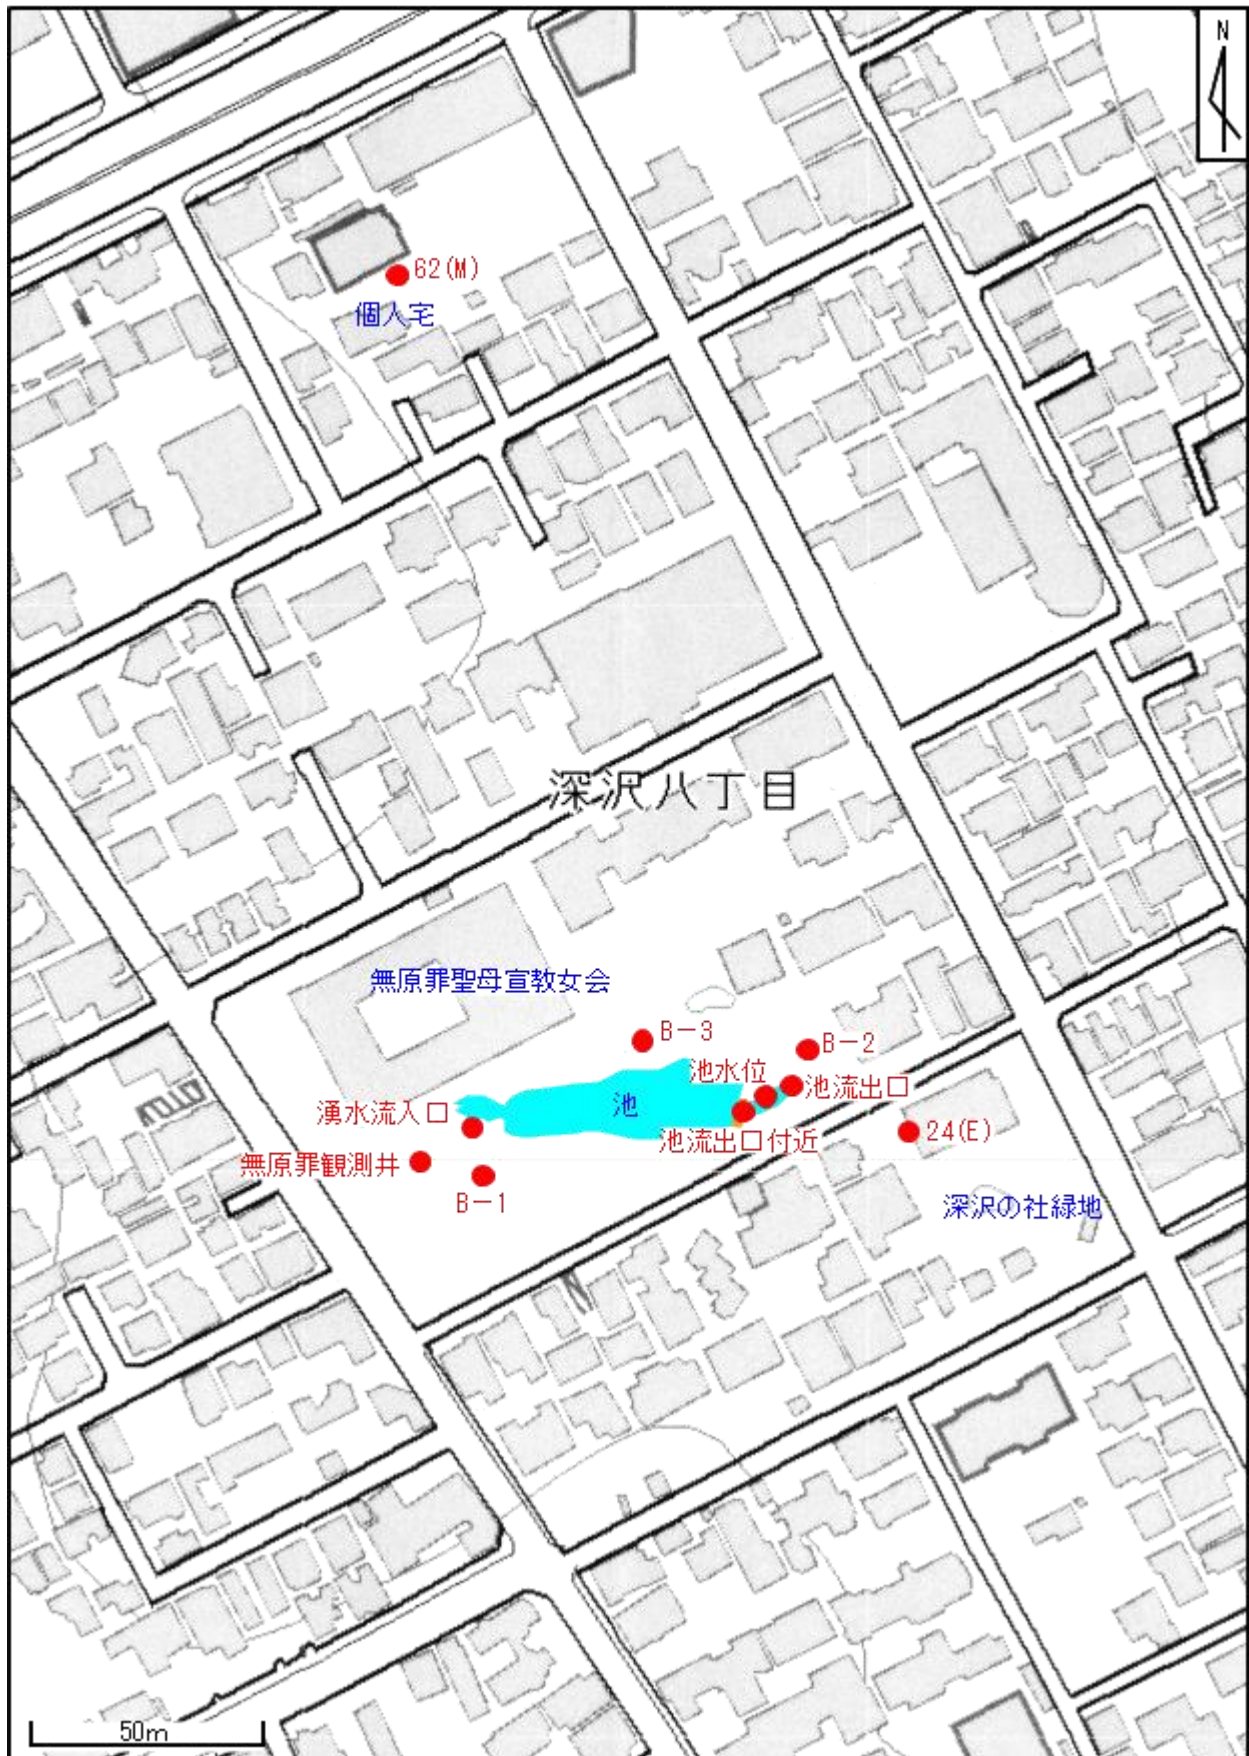 N
62(M)
個人宅
深沢八丁目
無原罪聖母宣教女会
B-3
B-2
池水位
池流出口
湧水流入口
池
24(E)
池流出口付近
無原罪観測井
B-1
深沢の社緑地
50m